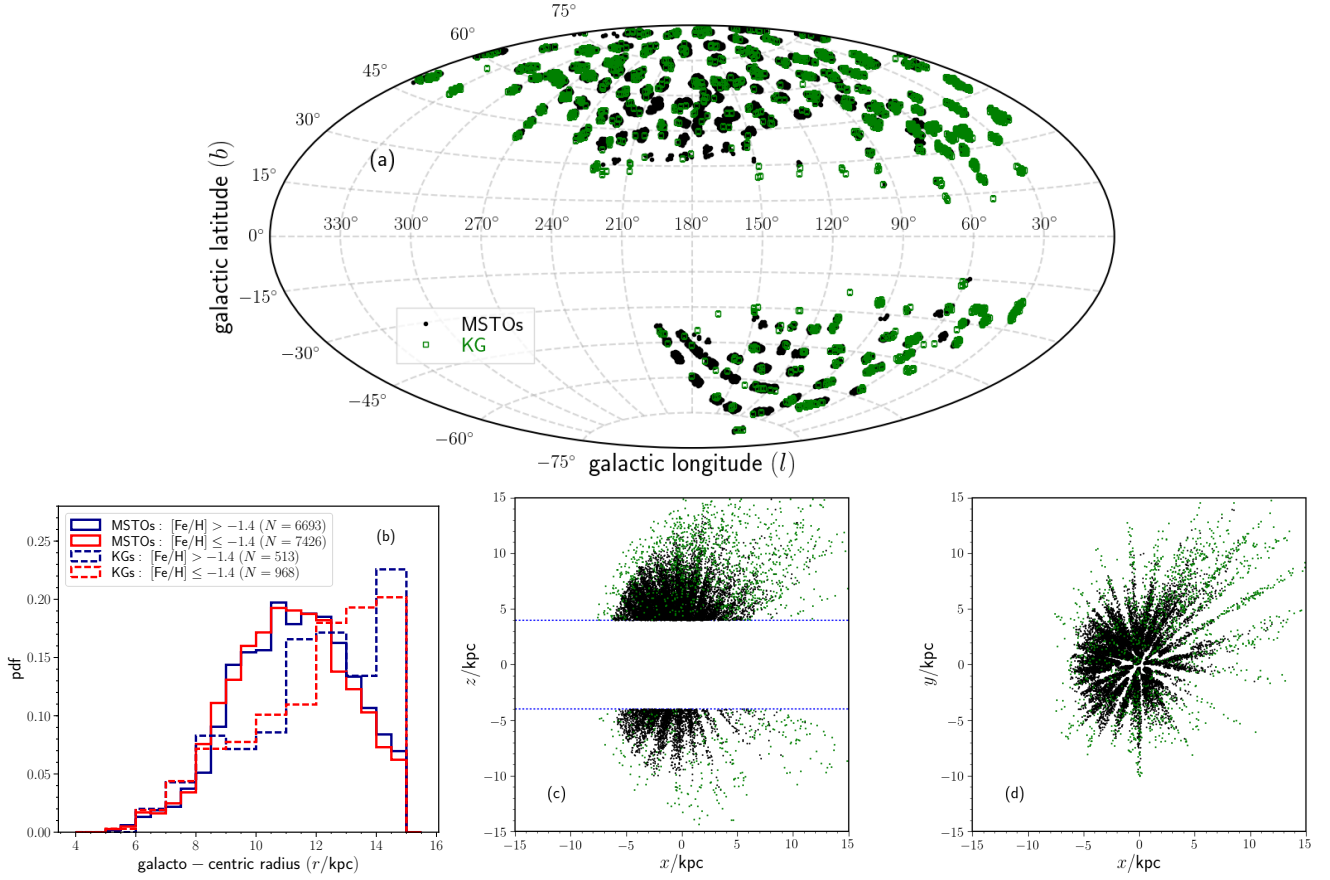 75°
60°
45°
30°
15°
0°
−15°
−30°
−45°
−60°
−75°
galactic latitude (b)
(a)
330° 300° 270° 240° 210° 180° 150° 120° 90° 60° 30°
MSTOs
KG
galactic longitude (l)
MSTOs : [Fe/H] > −1.4 (N = 6693)
MSTOs : [Fe/H] ≤ −1.4 (N = 7426)
KGs : [Fe/H] > −1.4 (N = 513)
KGs : [Fe/H] ≤ −1.4 (N = 968)
(b)
pdf
0.25
0.20
0.15
0.10
0.05
0.00
4 6 8 10 12 14 16
galacto − centric radius (r/kpc)
z/kpc
15
10
5
0
−5
−10
−15
(c)
−15 −10 −5 0 5 10 15
x/kpc
y/kpc
15
10
5
0
−5
−10
−15
(d)
−15 −10 −5 0 5 10 15
x/kpc